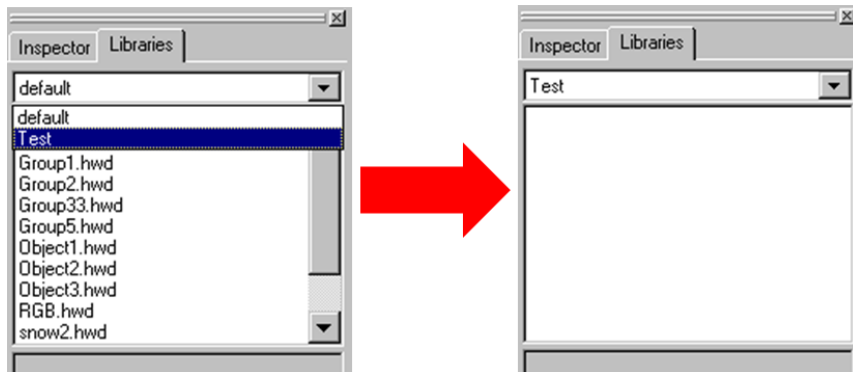 Inspector Libraries
default
default
Test
Group1.hwd
Group2.hwd
Group33.hwd
Group5.hwd
Object1.hwd
Object2.hwd
Object3.hwd
RGB.hwd
snow2.hwd
Inspector Libraries
Test